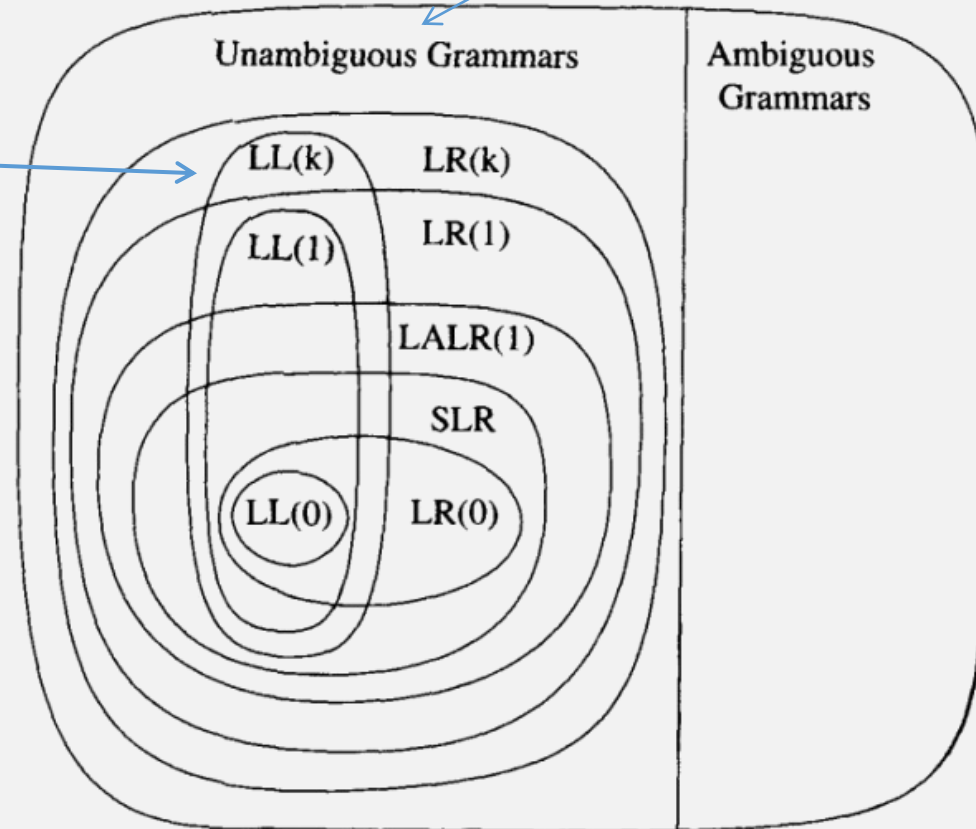 Unambiguous Grammars
Ambiguous
Grammars
LL(k)
LR(k)
LL(1)
LR(1)
LALR(1)
SLR
LL(0)
LR(0)